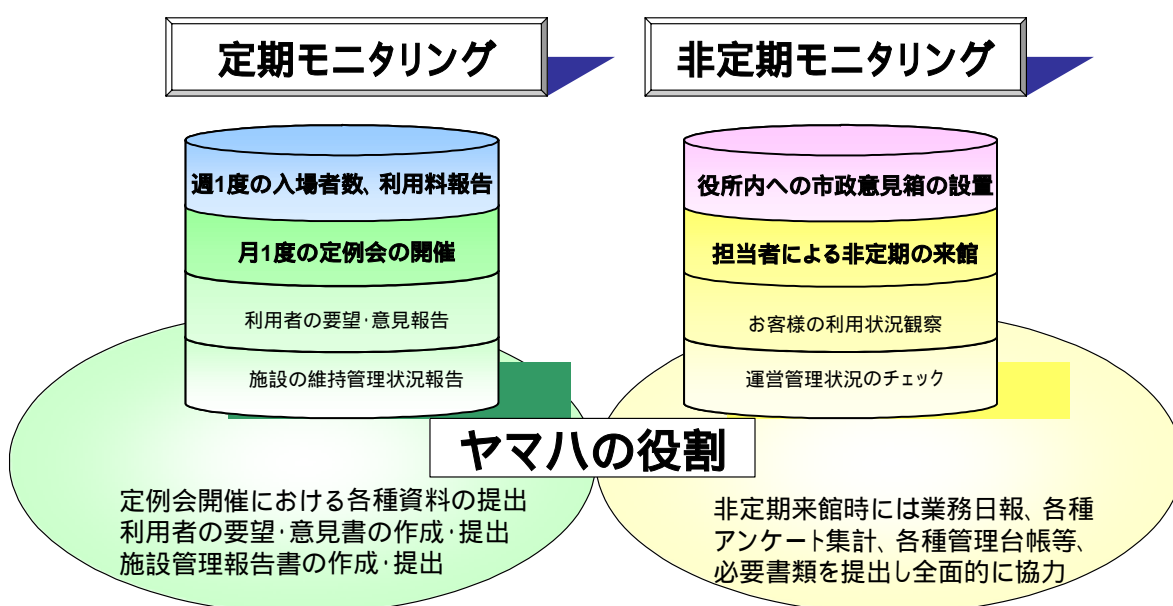 定期モニタリング
週1度の入場者数、利用料報告
月1度の定例会の開催
利用者の要望・意見報告
施設の維持管理状況報告
非定期モニタリング
役所内への市政意見箱の設置
担当者による非定期の来館
お客様の利用状況観察
運営管理状況のチェック
ヤマハの役割
定例会開催における各種資料の提出
利用者の要望・意見書の作成・提出
施設管理報告書の作成・提出
非定期来館時には業務日報、各種
アンケート集計、各種管理台帳等、
必要書類を提出し全面的に協力